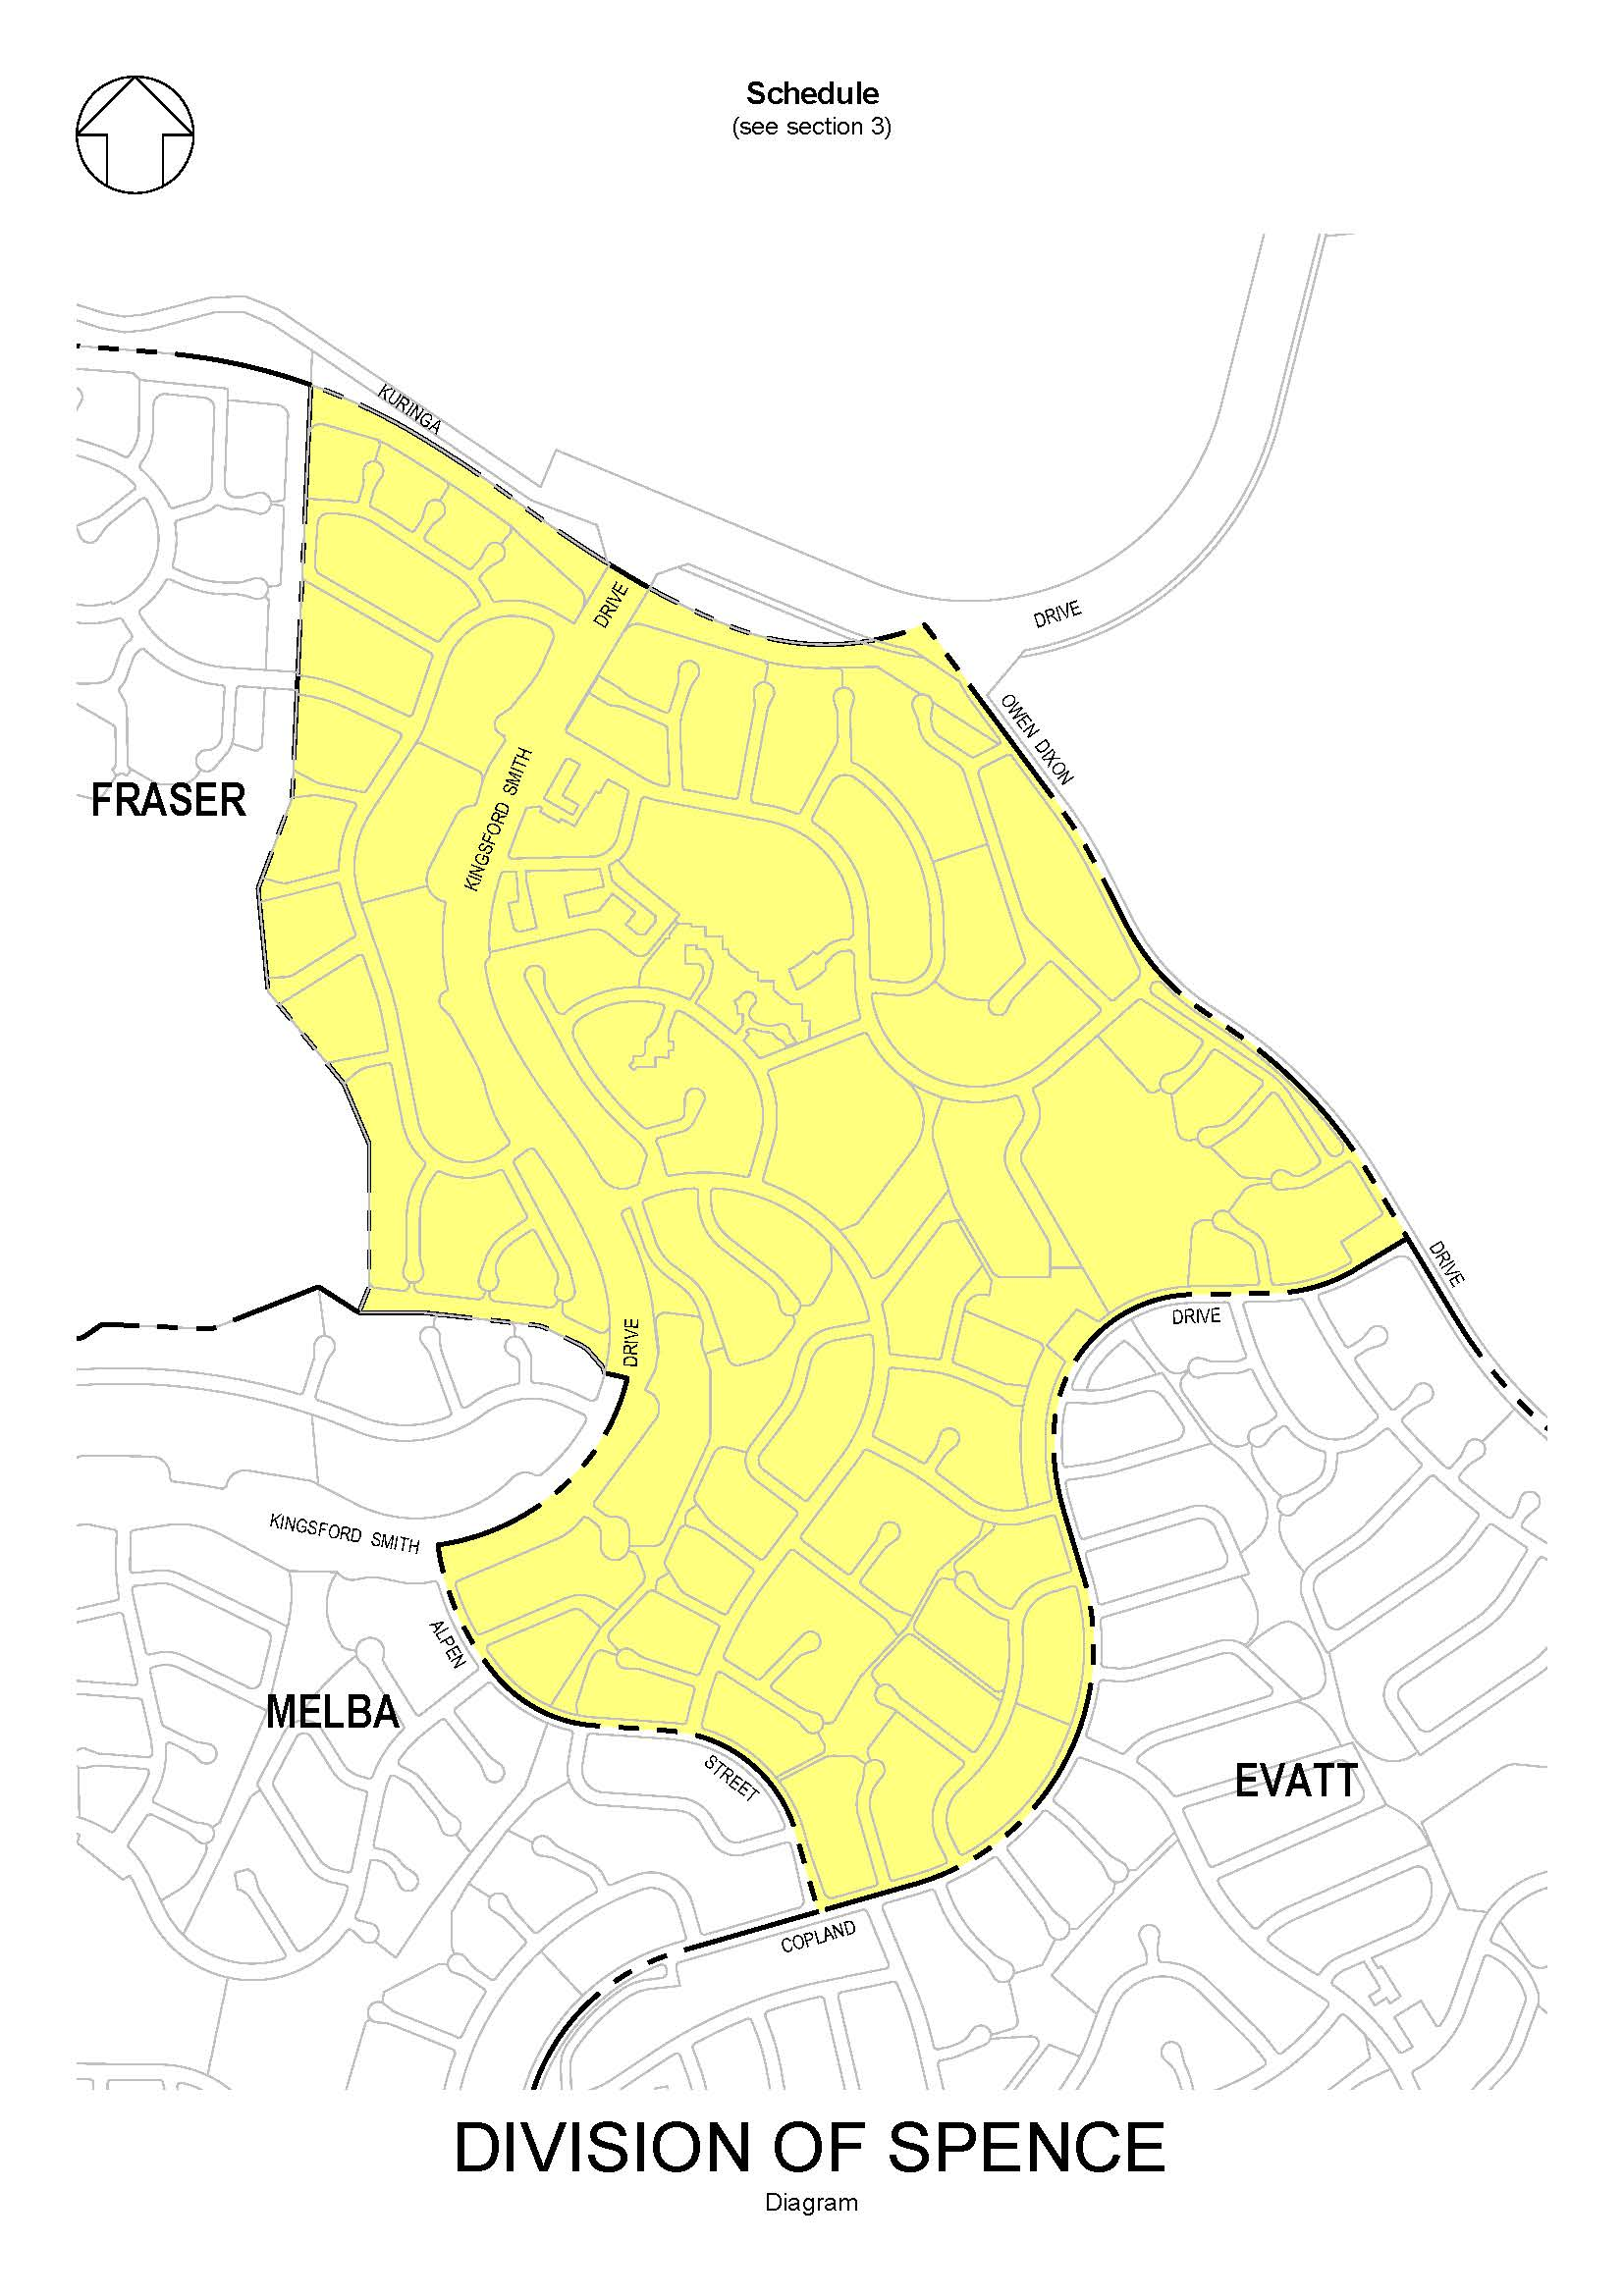 Schedule
(see section 3)
KURINGA
DRIVE
DRIVE
OWEN DIXON
KINGSFORD SMITH
FRASER
DRIVE
DRIVE
DRIVE
KINGSFORD SMITH
ALPEN
MELBA
STREET
EVATT
COPLAND
DIVISION OF SPENCE
Diagram